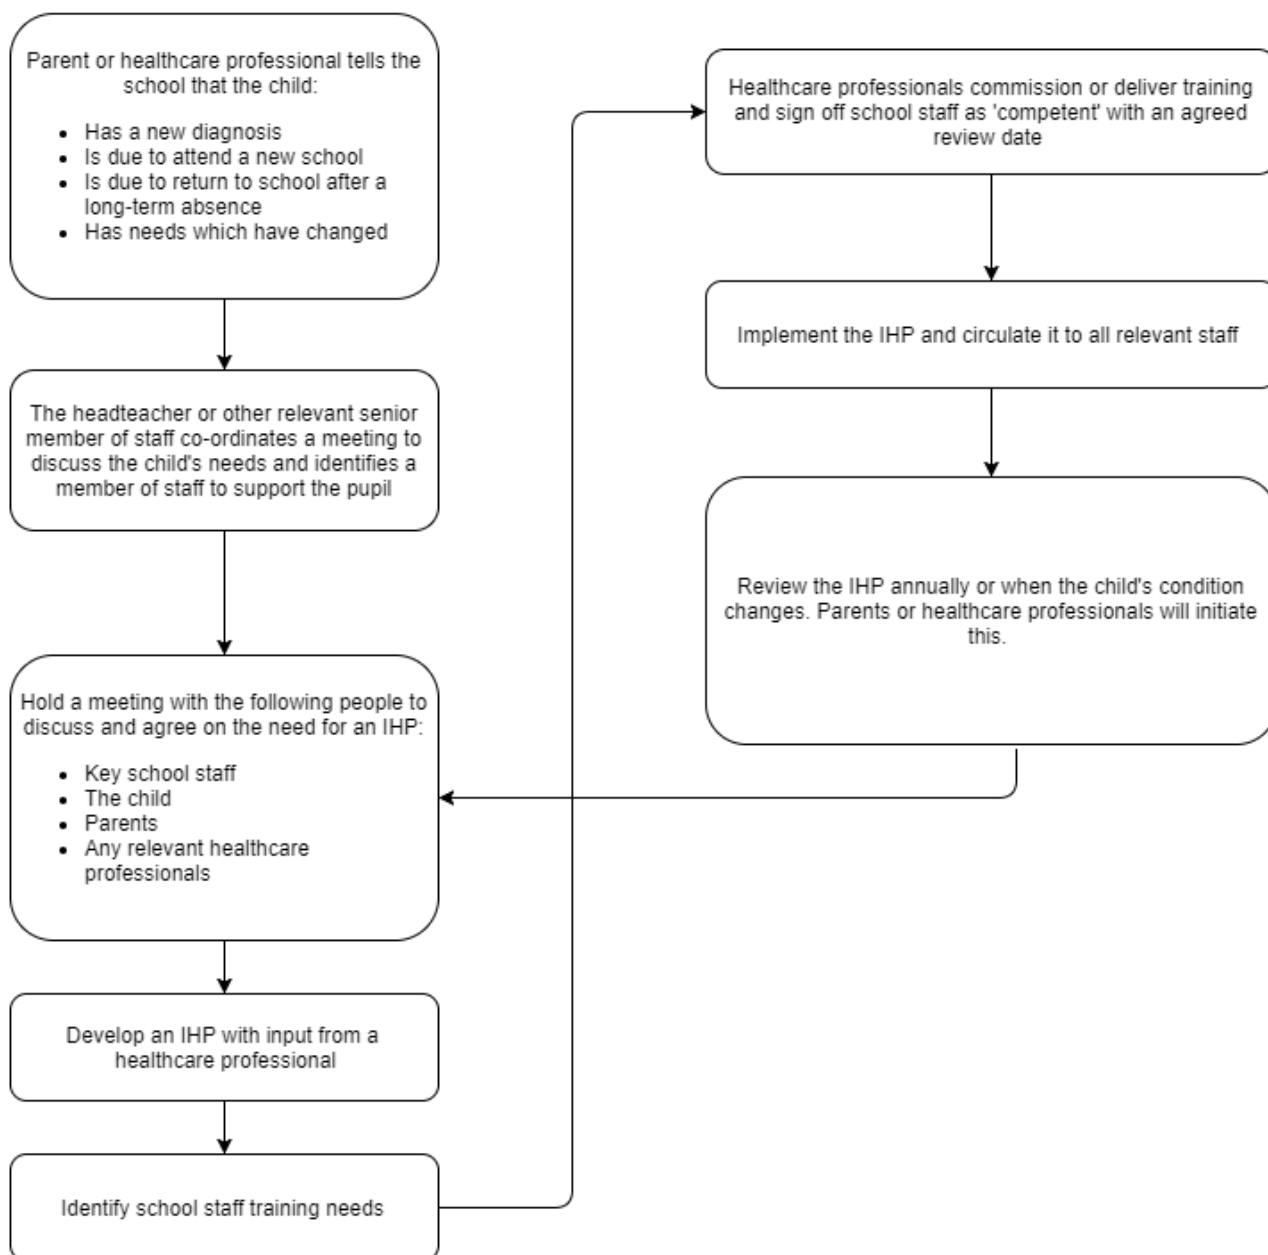 Parent or healthcare professional tells the
school that the child:
• Has a new diagnosis
• Is due to attend a new school
• Is due to return to school after a
long-term absence
• Has needs which have changed
The headteacher or other relevant senior
member of staff co-ordinates a meeting to
discuss the child's needs and identifies a
member of staff to support the pupil
Hold a meeting with the following people to
discuss and agree on the need for an IHP:
• Key school staff
• The child
• Parents
• Any relevant healthcare
professionals
Develop an IHP with input from a
healthcare professional
Identify school staff training needs
Healthcare professionals commission or deliver training
and sign off school staff as 'competent' with an agreed
review date
Implement the IHP and circulate it to all relevant staff
Review the IHP annually or when the child's condition
changes. Parents or healthcare professionals will initiate
this.